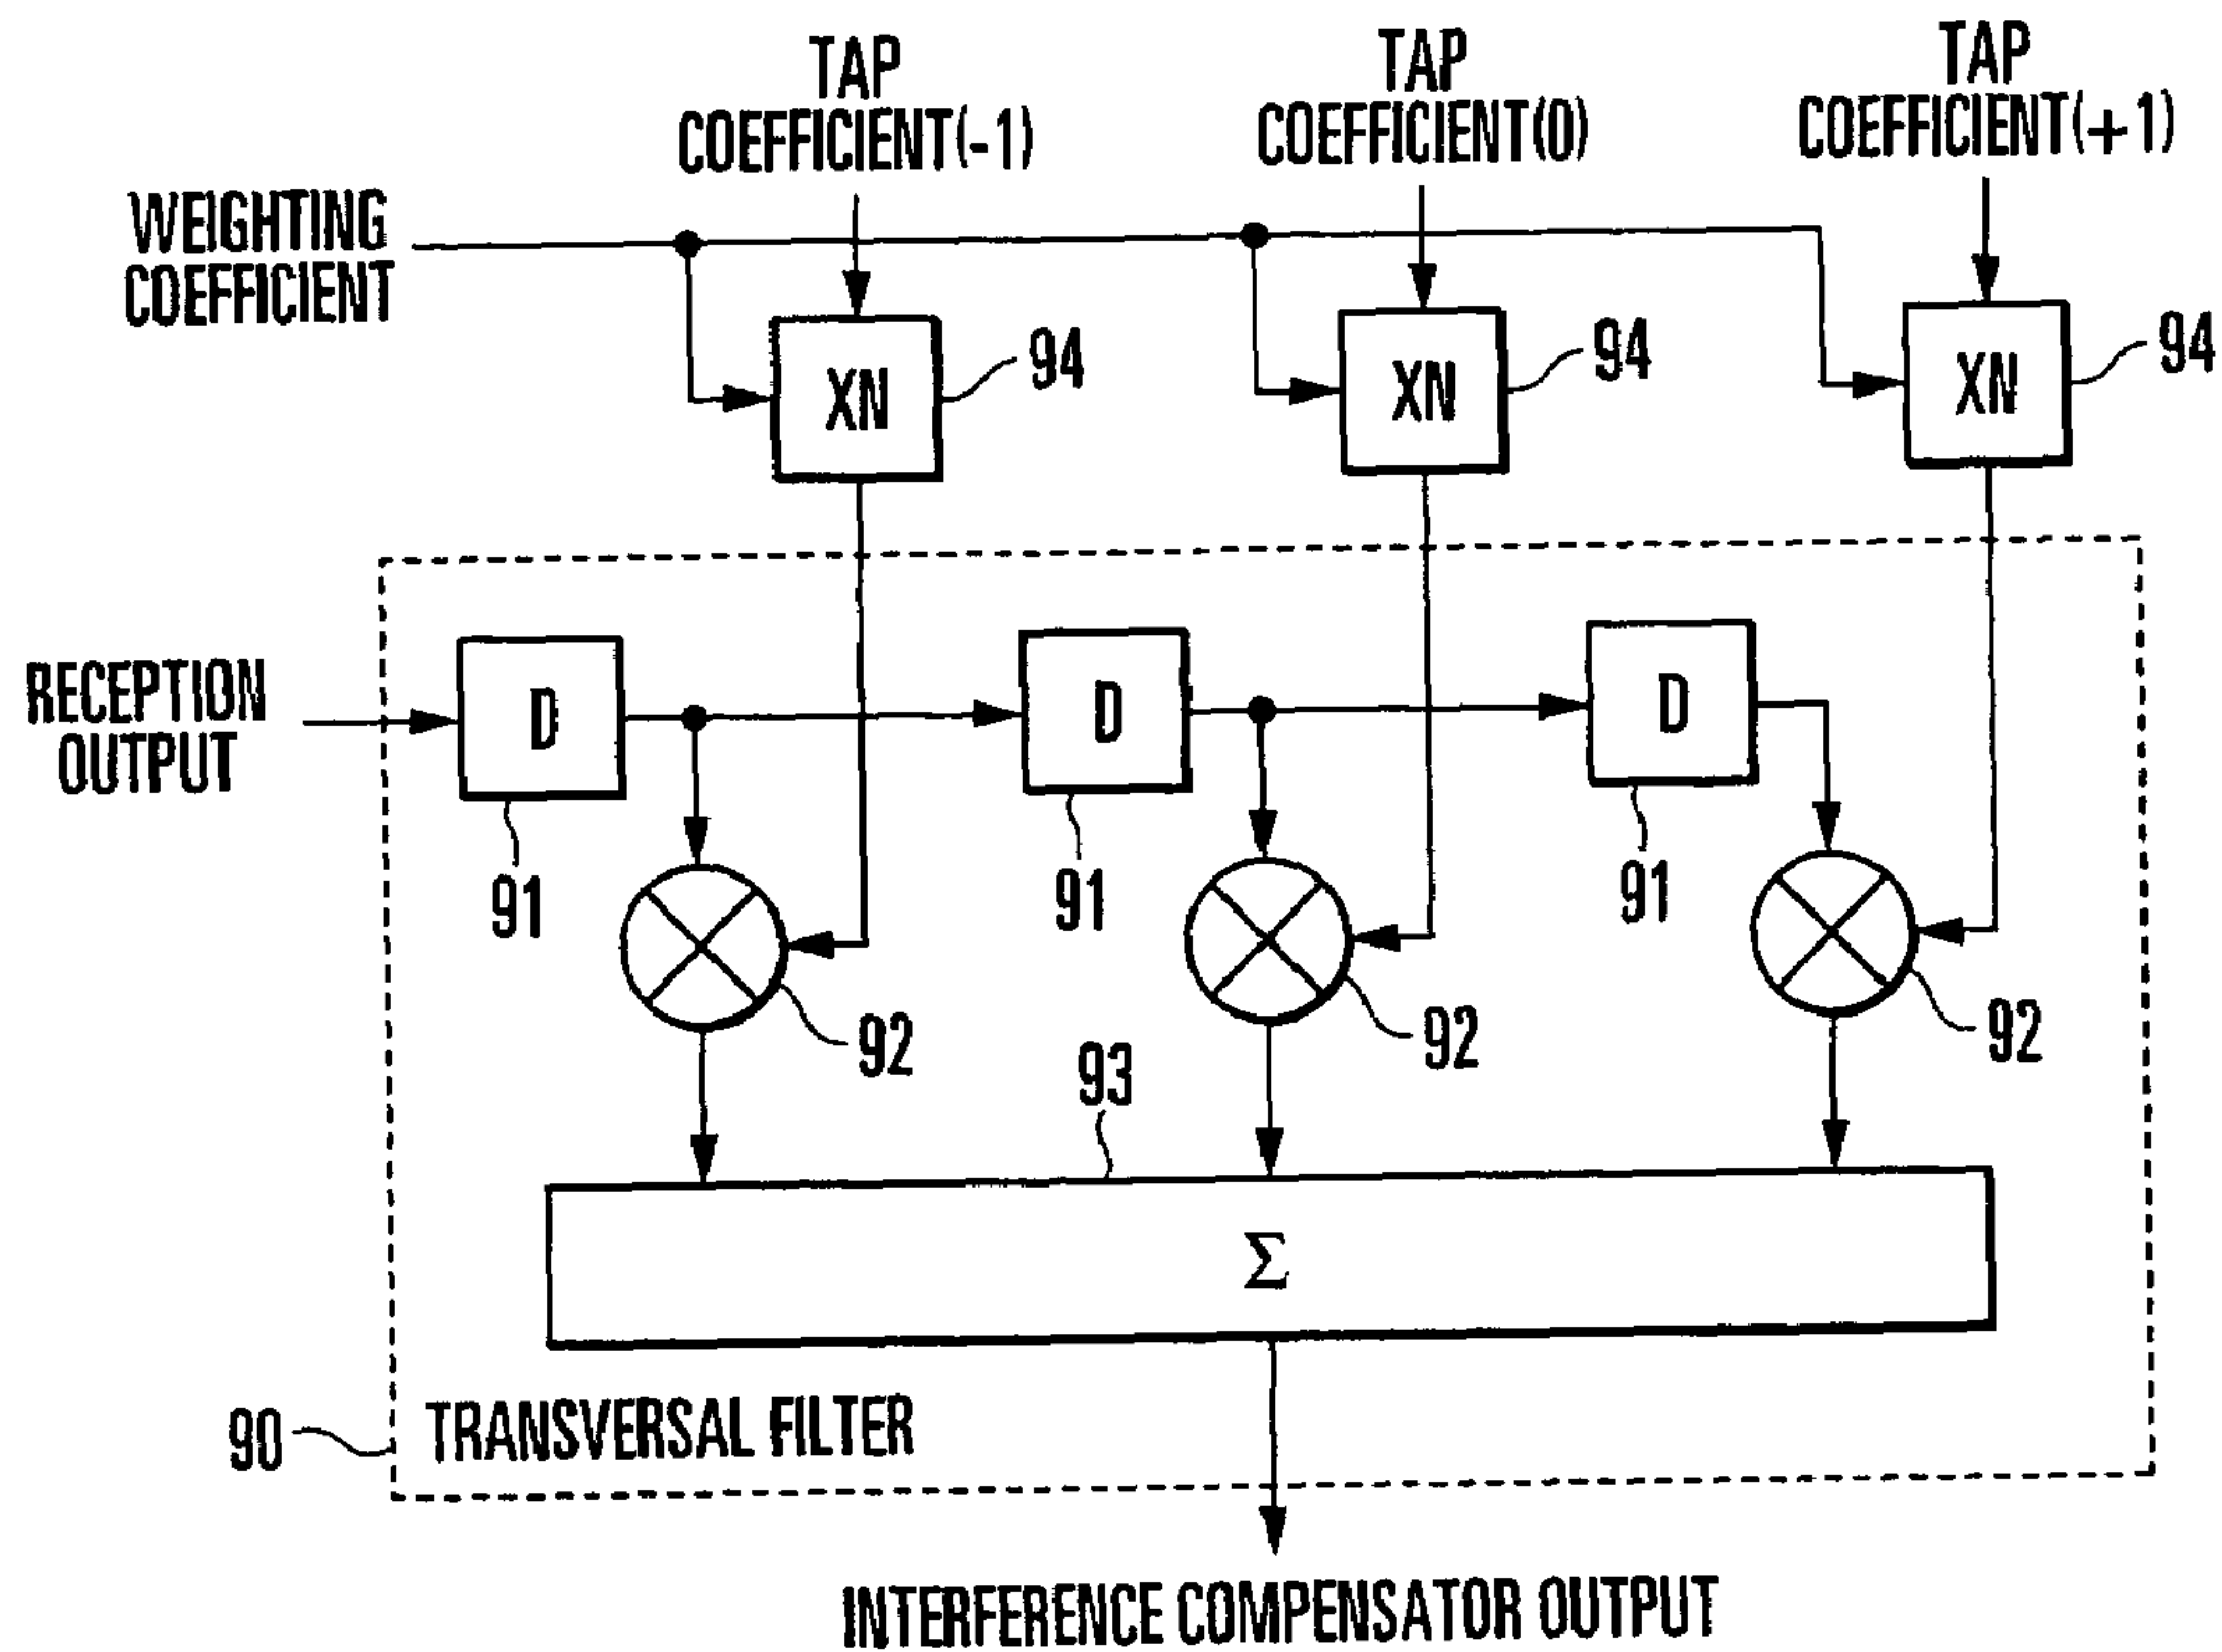 TAP
COEFFICIENT(-1)
TAP
COEFFICIENT(0)
TAP
COEFFICIENT(+1)
WEIGHTING
COEFFICIENT
XN
94
XN
94
XN
94
RECEPTION
OUTPUT
D
D
D
91
91
91
92
92
92
93
Σ
90
TRANSVERSAL FILTER
INTERFERENCE COMPENSATOR OUTPUT